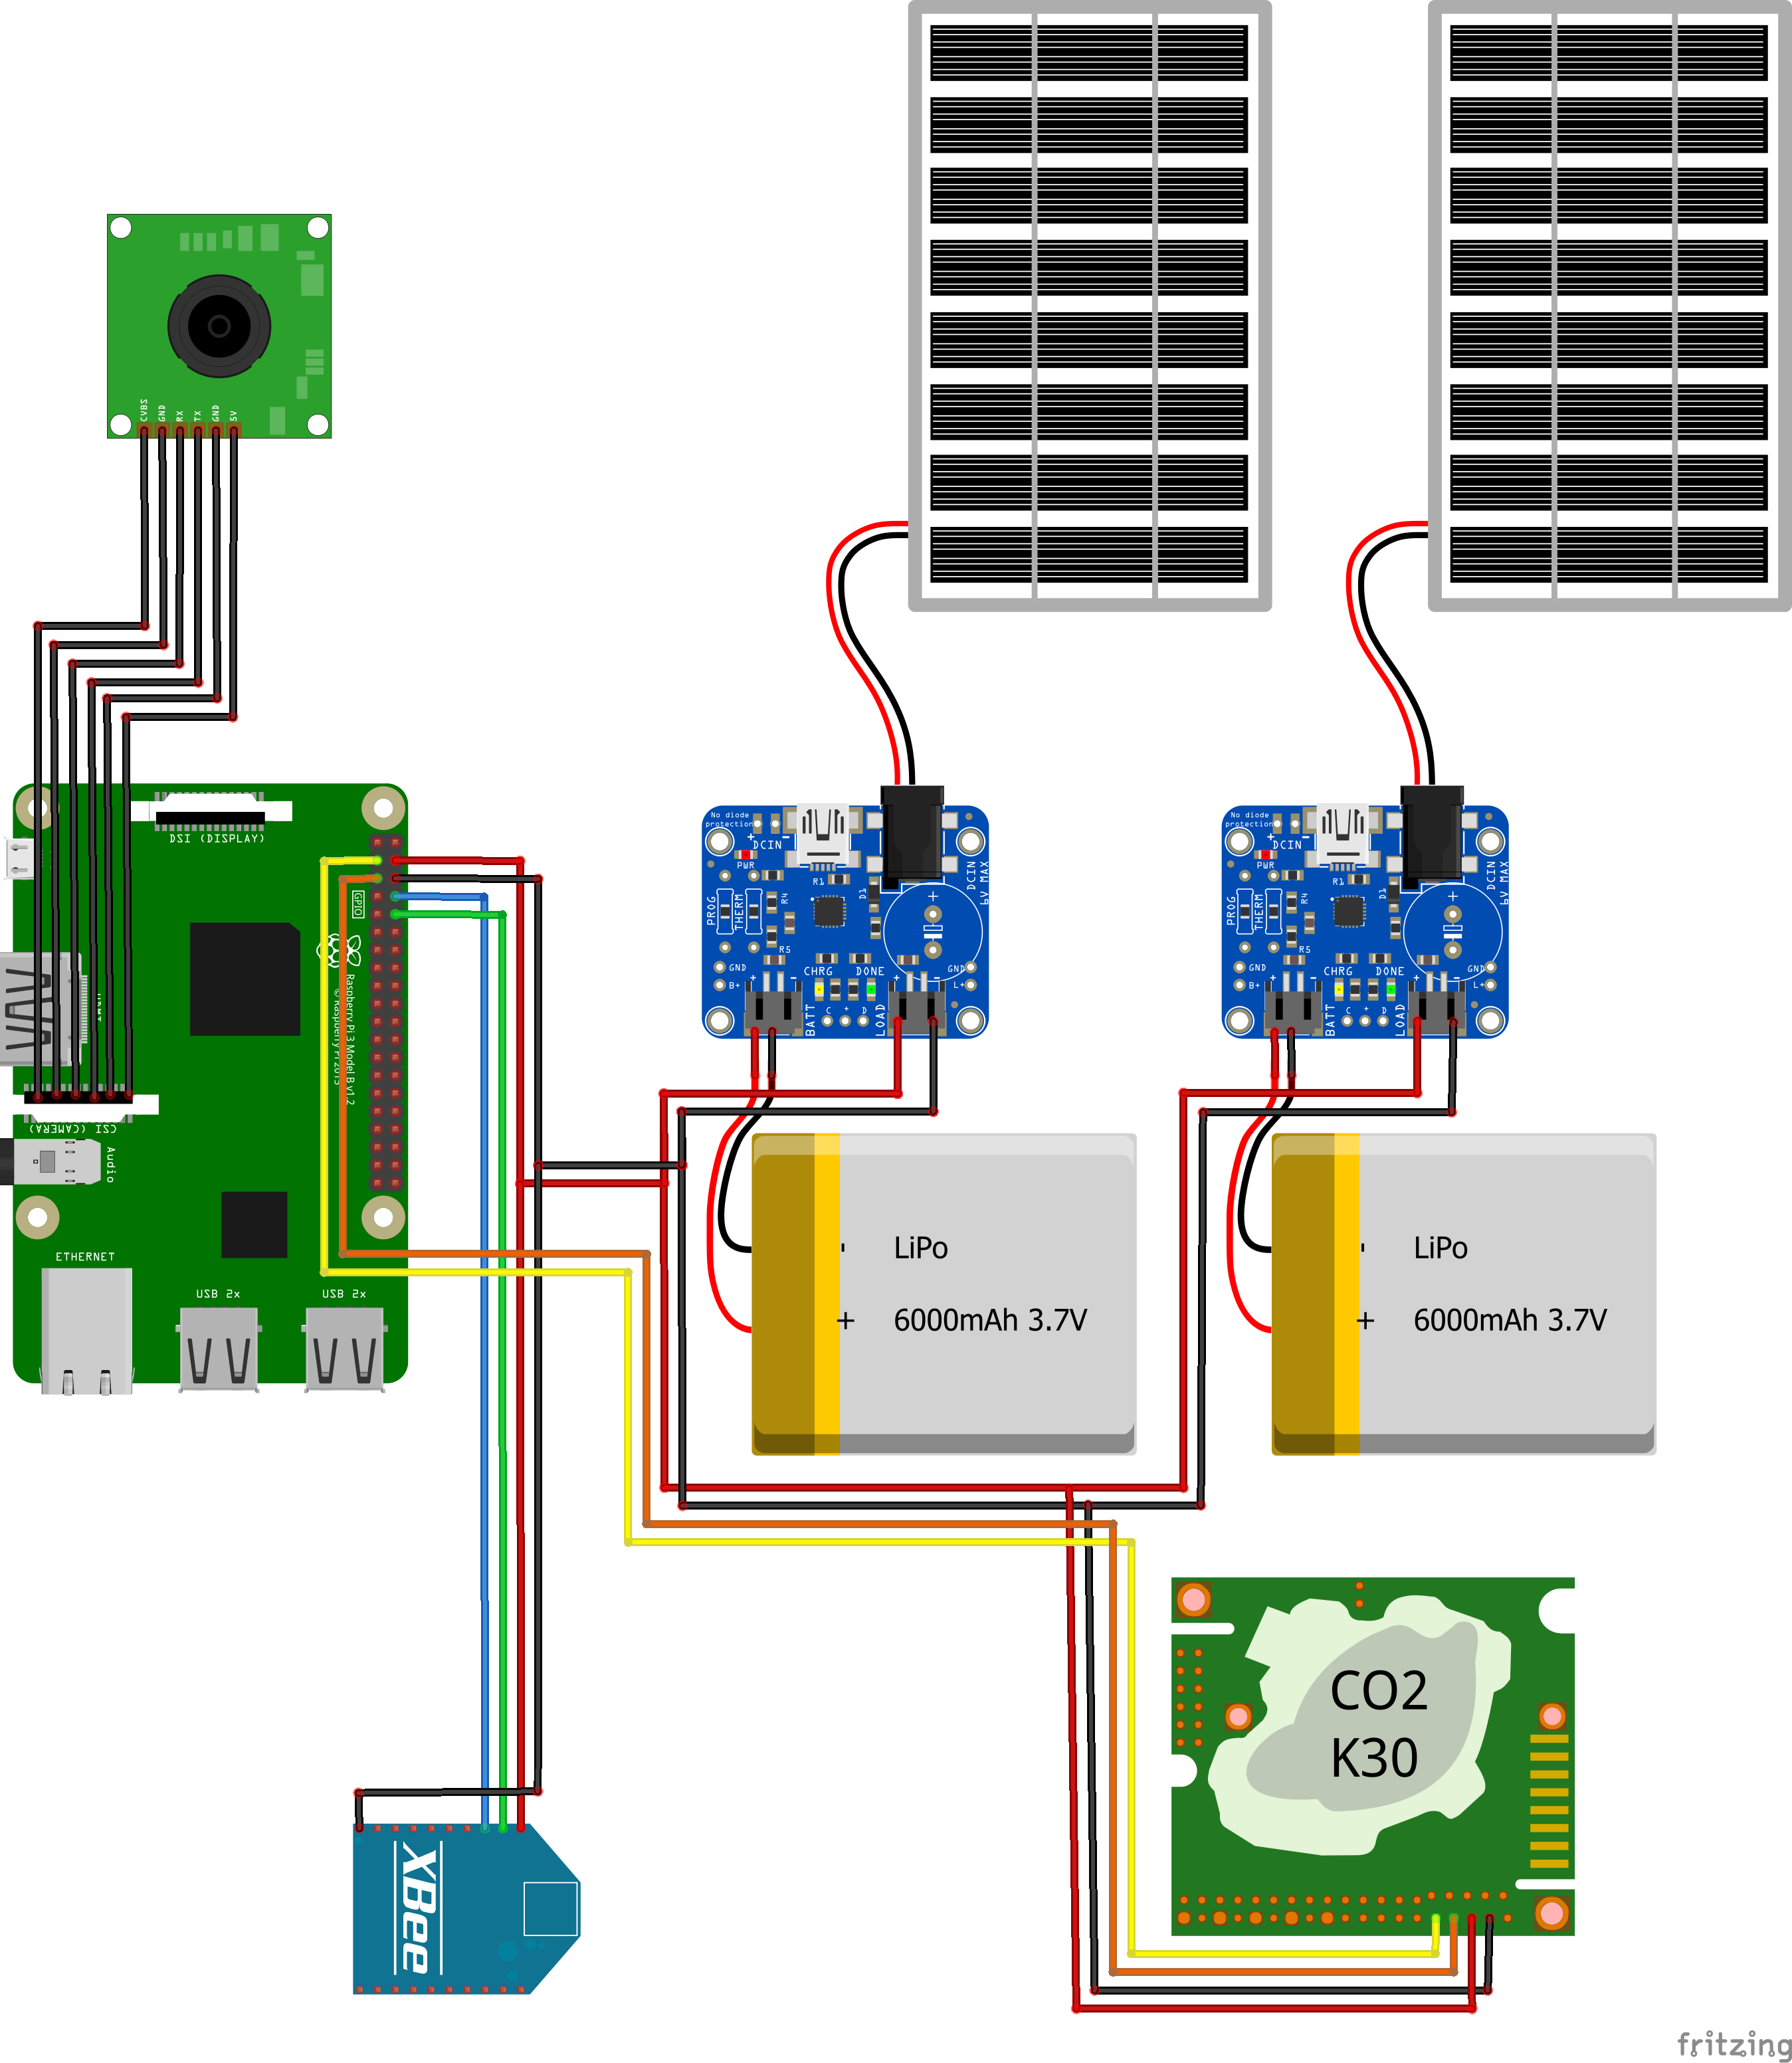 CVBS
GND
RX
TX
GND
5V
DSI (DISPLAY)
GPIO
Raspberry Pi 3 Model B v1.2
© Raspberry Pi 2015
CSI (CAMERA)
Audio
ETHERNET
USB 2x
USB 2x
No diode
protection!
+
-
DCIN
PWR
R1
D1
DCIN
6V MAX
PROG
THERM
R4
R5
+
GND
B+
+
-
CHRG
DONE
+
-
GND
L+
BATT
C
+
D
LOAD
No diode
protection!
+
-
DCIN
PWR
R1
D1
DCIN
6V MAX
PROG
THERM
R4
R5
+
GND
B+
+
-
CHRG
DONE
+
-
GND
L+
BATT
C
+
D
LOAD
- LiPo
+ 6000mAh 3.7V
- LiPo
+ 6000mAh 3.7V
CO2
K30
XBee
fritzing